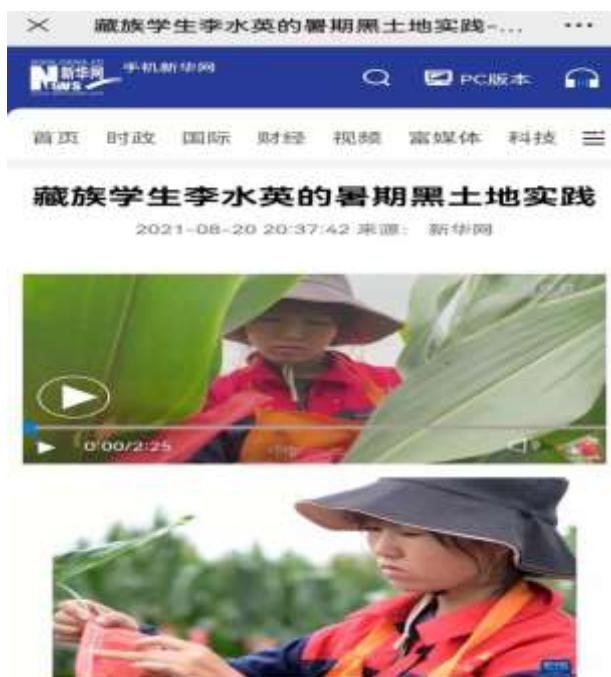 藏族学生李水英的暑期黑土地实践-...
新华网
NEWS
手机新华网
PC版本
首页 时政 国际 财经 视频 富媒体 科技
藏族学生李水英的暑期黑土地实践
2021-08-20 20:37:42 来源： 新华网
0:00/2:25